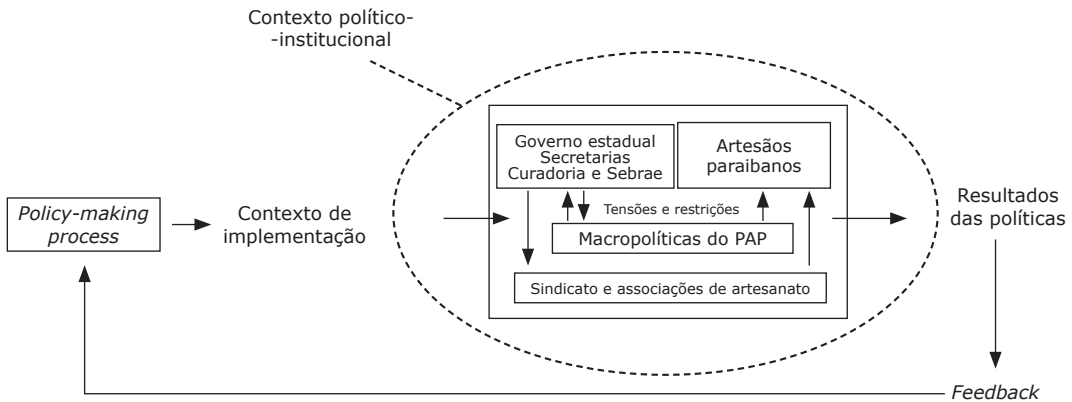 Contexto político-
-institucional
Governo estadual
Secretarias
Curadoria e Sebrae
Artesãos
paraibanos
Tensões e restrições
Macropolíticas do PAP
Sindicato e associações de artesanato
Policy-making
process
Contexto de
implementação
Resultados
das políticas
Feedback